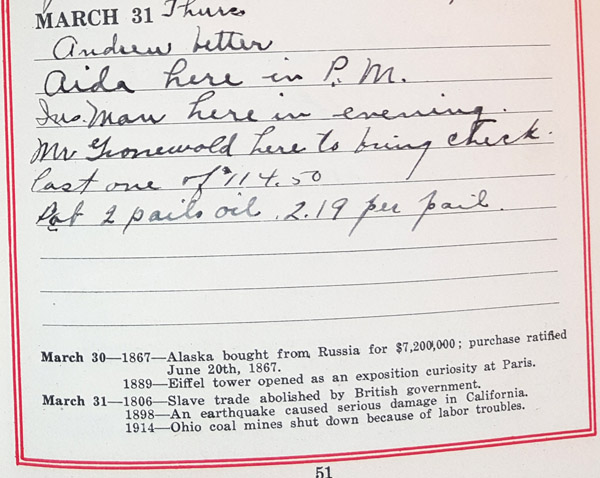 MARCH 31 Thurs
Andrew better
Aida here in P.M.
Ins. Man here in evening.
Mr Gronewold here to bring check.
last one of $114.50
2 pails oil. 2.19 per pail.
March 30—1867—Alaska bought from Russia for $7,200,000; purchase ratified
June 20th, 1867.
1889—Eiffel tower opened as an exposition curiosity at Paris.
March 31—1806—Slave trade abolished by British government.
1898—An earthquake caused serious damage in California.
1914—Ohio coal mines shut down because of labor troubles.
51